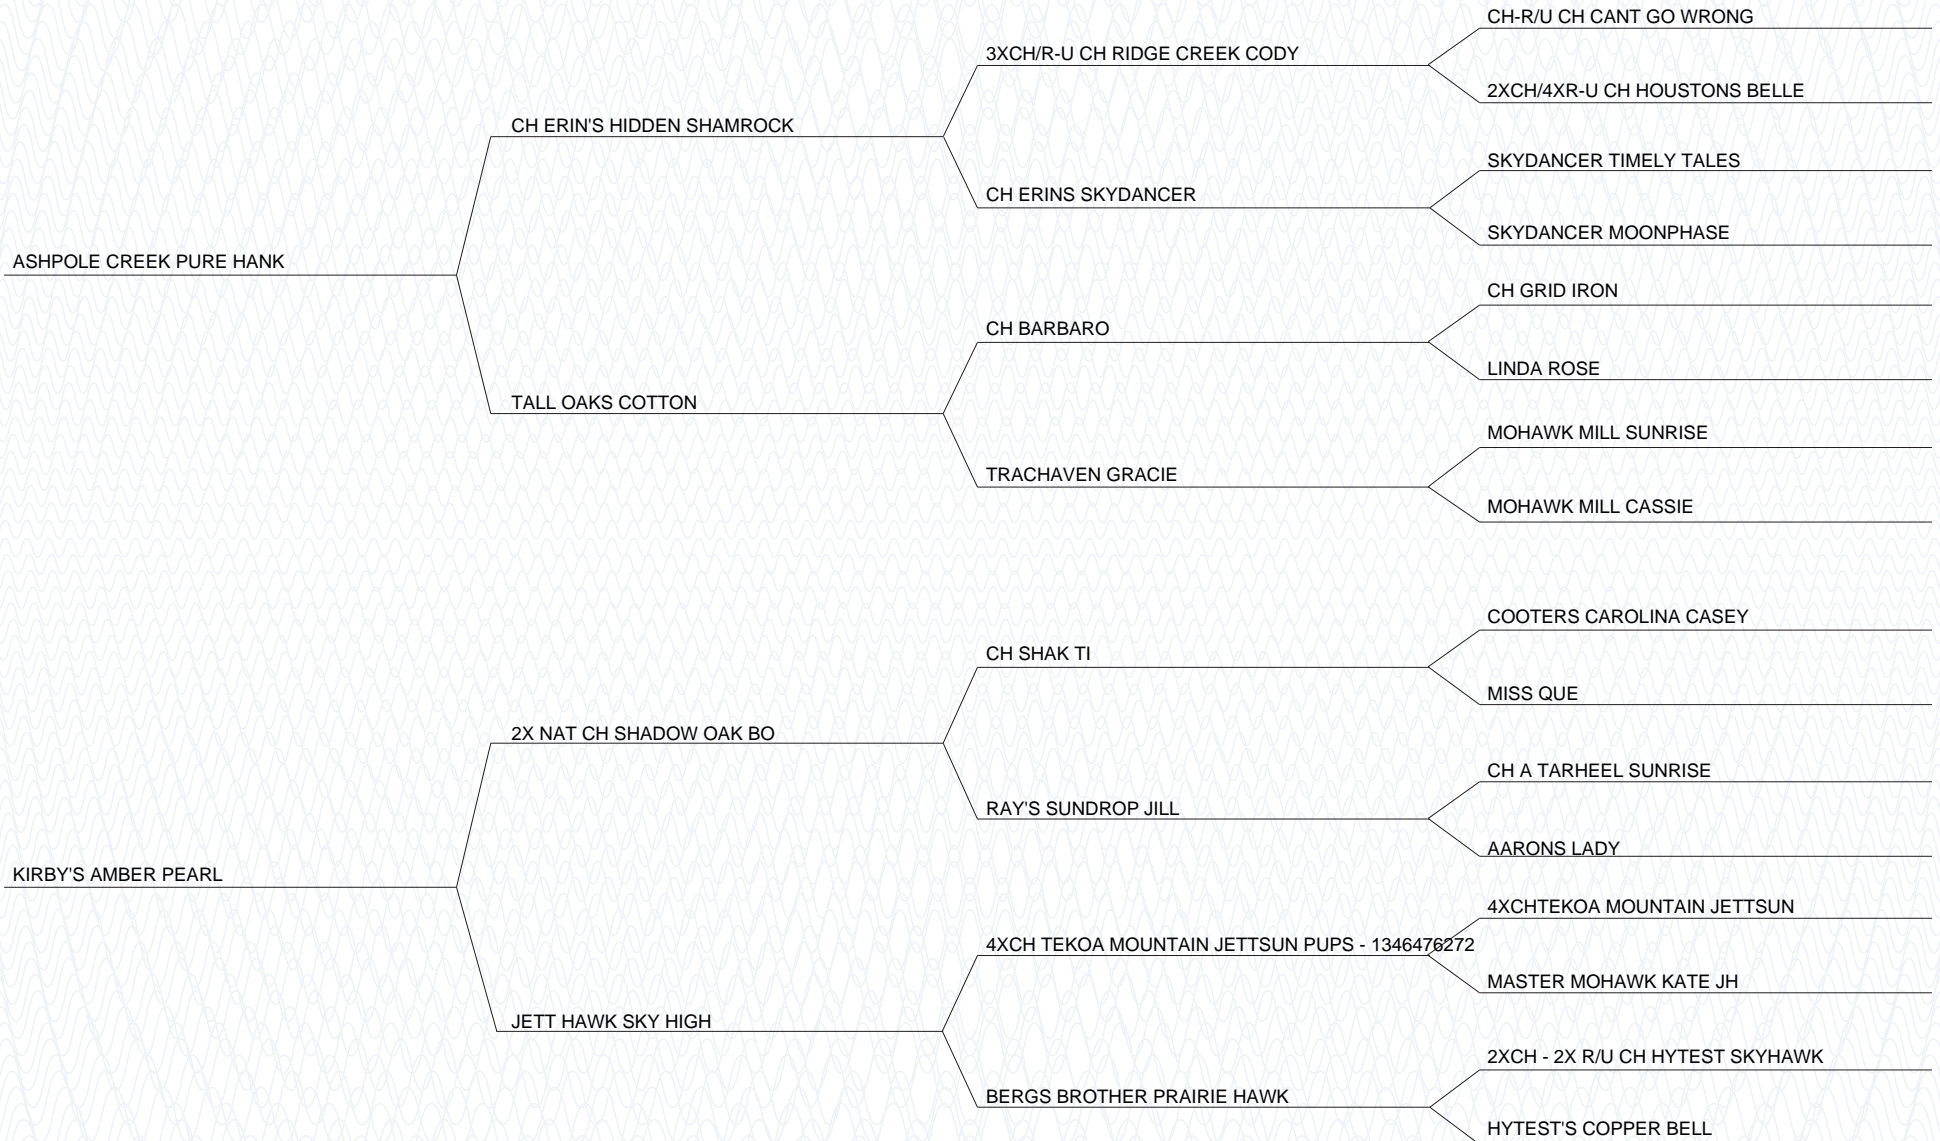 CH-R/U CH CANT GO WRONG
3XCH/R-U CH RIDGE CREEK CODY
2XCH/4XR-U CH HOUSTONS BELLE
CH ERIN'S HIDDEN SHAMROCK
SKYDANCER TIMELY TALES
CH ERINS SKYDANCER
SKYDANCER MOONPHASE
ASHPOLE CREEK PURE HANK
CH GRID IRON
CH BARBARO
LINDA ROSE
TALL OAKS COTTON
MOHAWK MILL SUNRISE
TRACHAVEN GRACIE
MOHAWK MILL CASSIE
COOTERS CAROLINA CASEY
CH SHAK TI
MISS QUE
2X NAT CH SHADOW OAK BO
CH A TARHEEL SUNRISE
RAY'S SUNDROP JILL
AARONS LADY
KIRBY'S AMBER PEARL
4XCHTEKOA MOUNTAIN JETTSUN
4XCH TEKOA MOUNTAIN JETTSUN PUPS - 1346476272
MASTER MOHAWK KATE JH
JETT HAWK SKY HIGH
2XCH - 2X R/U CH HYTEST SKYHAWK
BERGS BROTHER PRAIRIE HAWK
HYTEST'S COPPER BELL